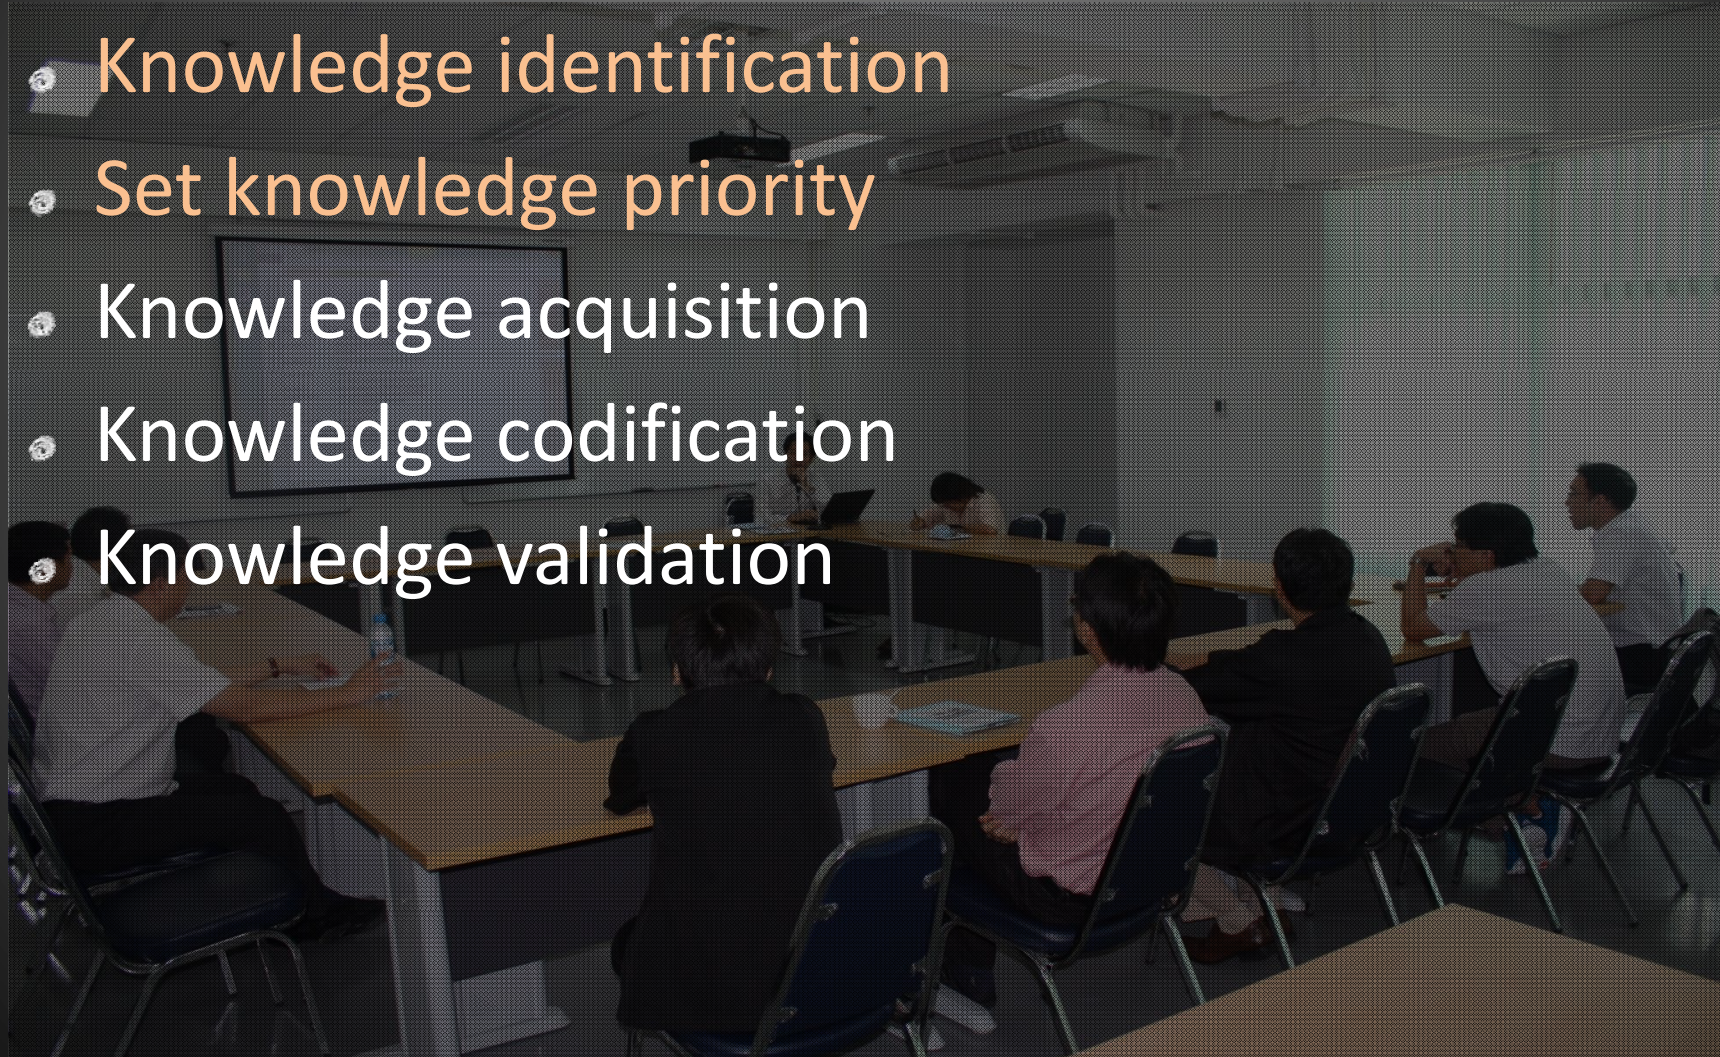 Knowledge identification
Set knowledge priority
Knowledge acquisition
Knowledge codification
Knowledge validation